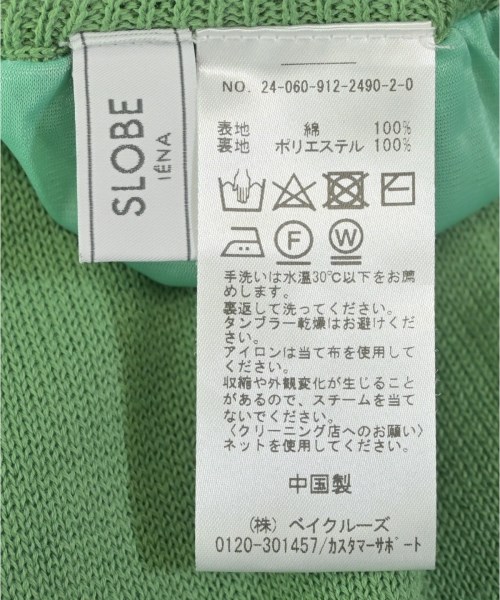 SLOBE
IÉNA
NO. 24-060-912-2490-2-0
表地 綿 100%
裏地 ポリエステル 100%
F W
手洗いは水温30℃以下をお薦
めします。
裏返して洗ってください。
タンブラー乾燥はお避けくだ
さい。
アイロンは当て布を使用して
ください。
収縮や外観変化が生じること
があるので、スチームを当て
ないでください。
〈クリーニング店へのお願い〉
ネットを使用してください。
中国製
(株) ベイクルーズ
0120-301457/カスタマーサポート